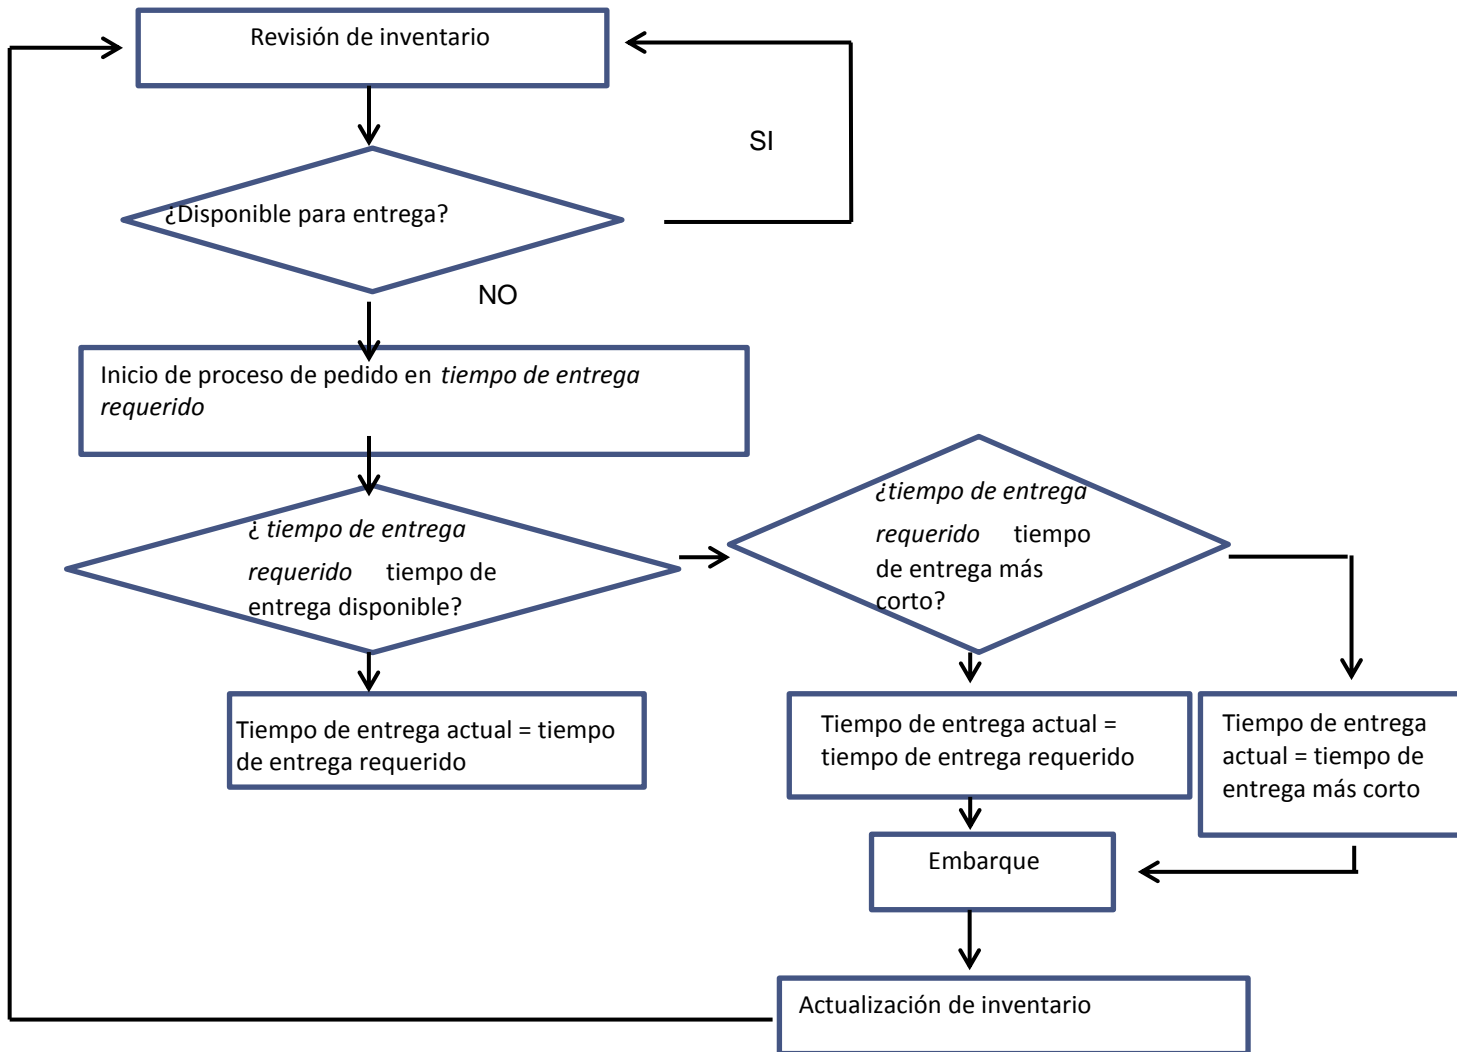 Revisión de inventario
SI
¿Disponible para entrega?
NO
Inicio de proceso de pedido en tiempo de entrega
requerido
¿ tiempo de entrega
requerido tiempo de
entrega disponible?
¿tiempo de entrega
requerido tiempo
de entrega más
corto?
Tiempo de entrega actual = tiempo
de entrega requerido
Tiempo de entrega actual =
tiempo de entrega requerido
Tiempo de entrega
actual = tiempo de
entrega más corto
Embarque
Actualización de inventario